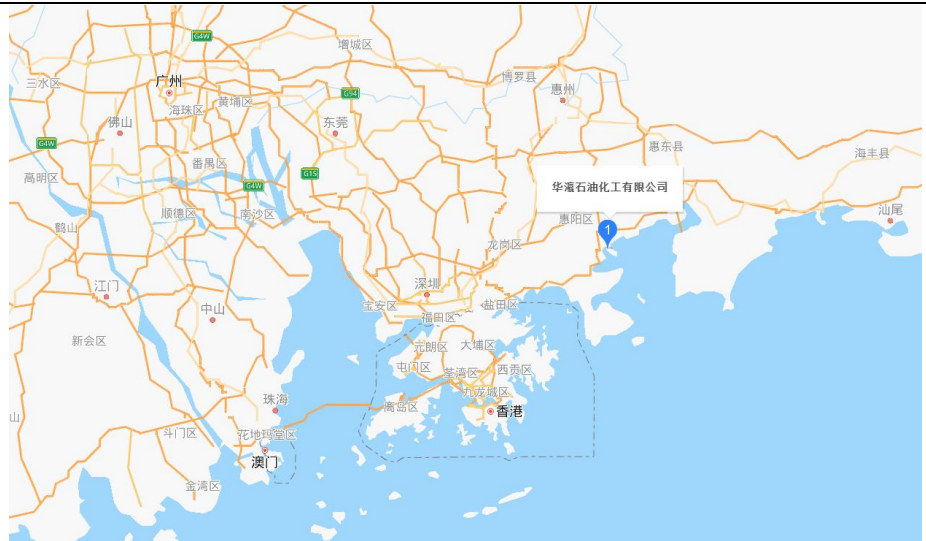 G4W
增城区
三水区
广州
博罗县
惠州
G94
黄埔区
海珠区
佛山
东莞
G4W
惠东县
海丰县
番禺区
G15
高明区
G4W
华瀛石油化工有限公司
顺德区
南沙区
惠阳区
汕尾
鹤山
1
龙岗区
深圳
江门
宝安区
盐田区
中山
福田区
新会区
元朗区
大埔区
屯门区
荃湾区
西贡区
九龙城区
珠海
离岛区
香港
山
斗门区
花地玛堂区
澳门
金湾区